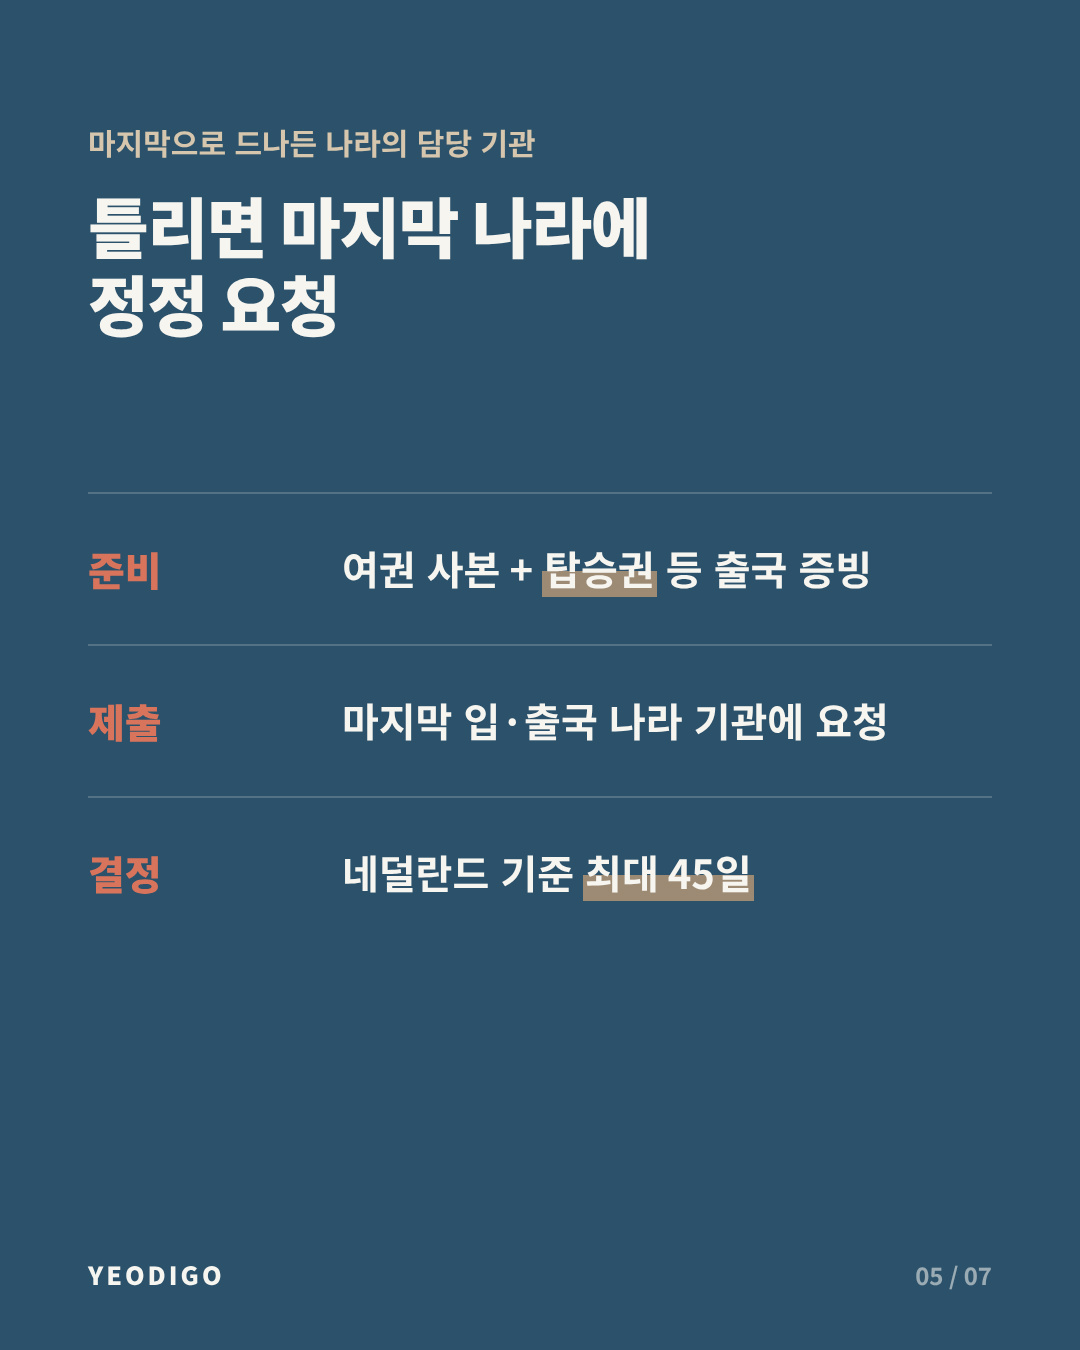 마지막으로 드나든 나라의 담당 기관
틀리면 마지막 나라에
정정 요청
준비 여권 사본 + 탑승권 등 출국 증빙
제출 마지막 입·출국 나라 기관에 요청
결정 네덜란드 기준 최대 45일
YEODIGO 05 / 07